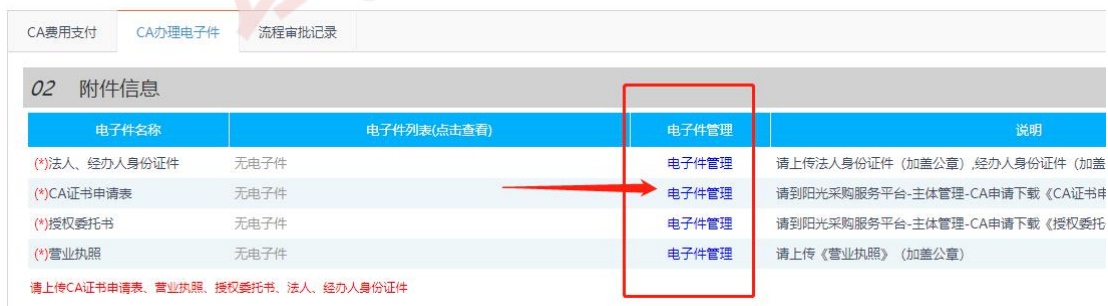 CA费用支付 CA办理电子件 流程审批记录
02 附件信息
电子件名称 电子件列表(点击查看) 电子件管理 说明
(*)法人、经办人身份证件 无电子件 电子件管理 请上传法人身份证件（加盖公章）,经办人身份证件（加盖
(*)CA证书申请表 无电子件 电子件管理 请到阳光采购服务平台-主体管理-CA申请下载《CA证书申
(*)授权委托书 无电子件 电子件管理 请到阳光采购服务平台-主体管理-CA申请下载《授权委托
(*)营业执照 无电子件 电子件管理 请上传《营业执照》（加盖公章）
请上传CA证书申请表、营业执照、授权委托书、法人、经办人身份证件